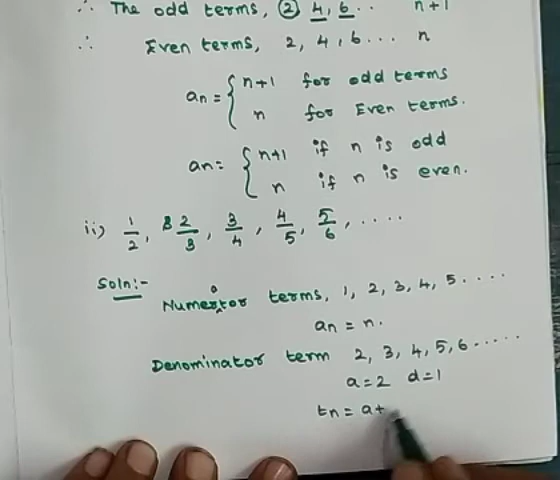 ∴ The odd terms, ② 4, 6 . . n+1
∴ Even terms, 2, 4, 6 . . . n
an = { n+1 for odd terms
n for Even terms.
an = { n+1 if n is odd
n if n is even.
ii) 1/2, 2/3, 3/4, 4/5, 5/6, . . . .
Soln:-
Numerator terms, 1, 2, 3, 4, 5 . . . .
an = n.
Denominator term 2, 3, 4, 5, 6 . . . . .
a = 2 d = 1
tn = a+